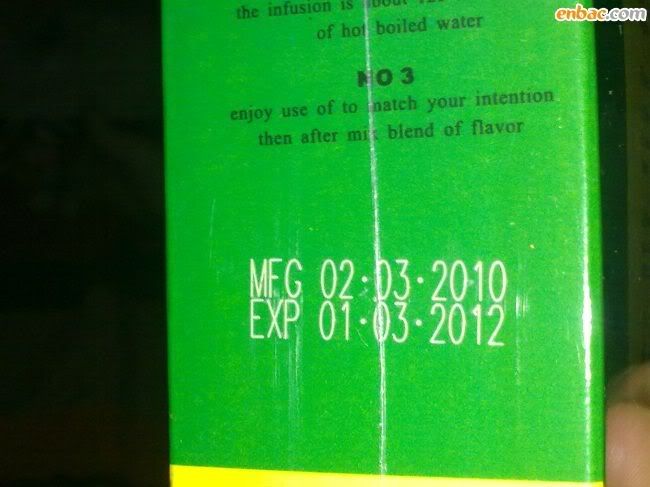 enbac.com
the infusion is about
of hot boiled water
NO 3
enjoy use of to match your intention
then after mix blend of flavor
MFG 02·03·2010
EXP 01·03·2012